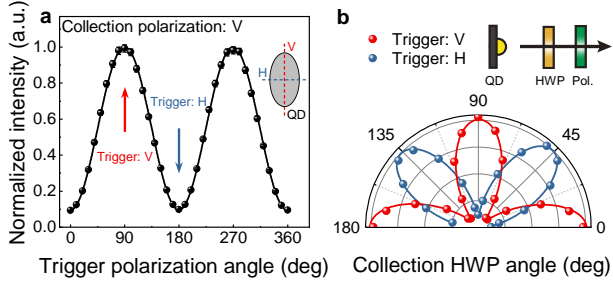 a
Collection polarization: V
Normalized intensity (a.u.)
1.0
0.8
0.6
0.4
0.2
0.0
V
H
QD
Trigger: V
Trigger: H
0
90
180
270
360
Trigger polarization angle (deg)
b
Trigger: V
Trigger: H
QD
HWP
Pol.
90
135
45
180
0
Collection HWP angle (deg)